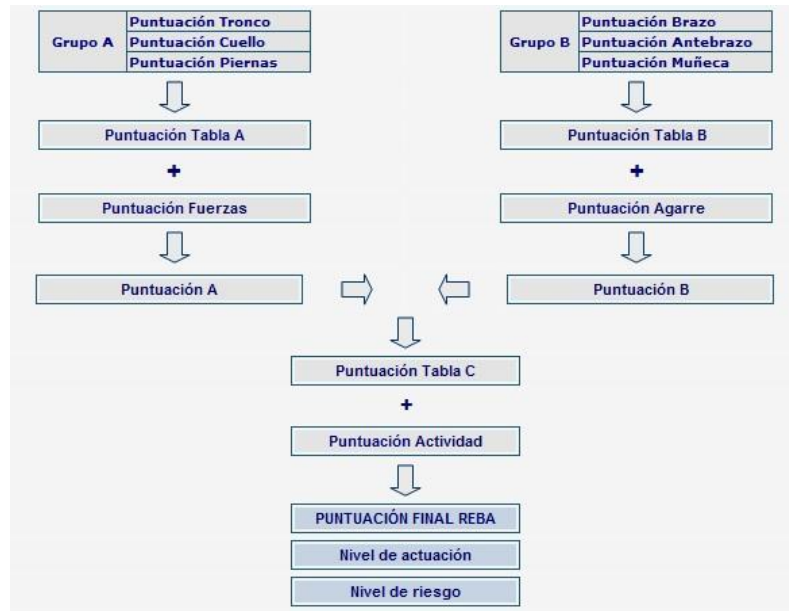 Grupo A
Puntuación Tronco
Puntuación Cuello
Puntuación Piernas
Grupo B
Puntuación Brazo
Puntuación Antebrazo
Puntuación Muñeca
Puntuación Tabla A
Puntuación Tabla B
+
+
Puntuación Fuerzas
Puntuación Agarre
Puntuación A
Puntuación B
Puntuación Tabla C
+
Puntuación Actividad
PUNTUACIÓN FINAL REBA
Nivel de actuación
Nivel de riesgo